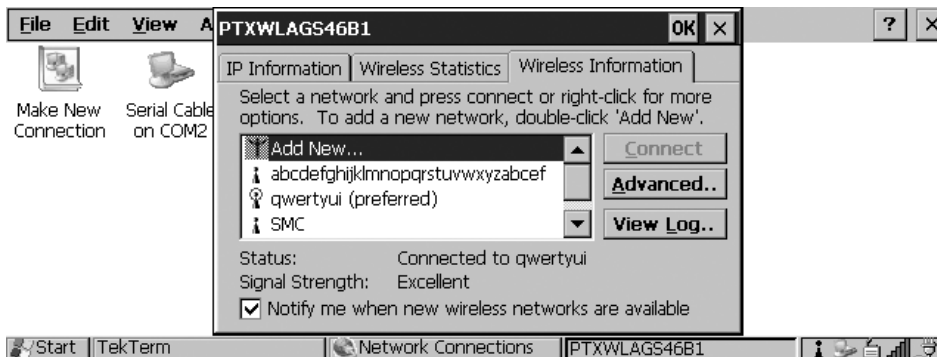 File Edit View A
PTXWLAGS46B1 OK ×
? ×
IP Information Wireless Statistics Wireless Information
Make New Connection
Serial Cable on COM2
Select a network and press connect or right-click for more
options. To add a new network, double-click 'Add New'.
Add New...
abcdefghijklmnopqrstuvwxyzabcef
qwertyui (preferred)
SMC
Connect
Advanced..
View Log..
Status: Connected to qwertyui
Signal Strength: Excellent
Notify me when new wireless networks are available
Start TekTerm Network Connections PTXWLAGS46B1